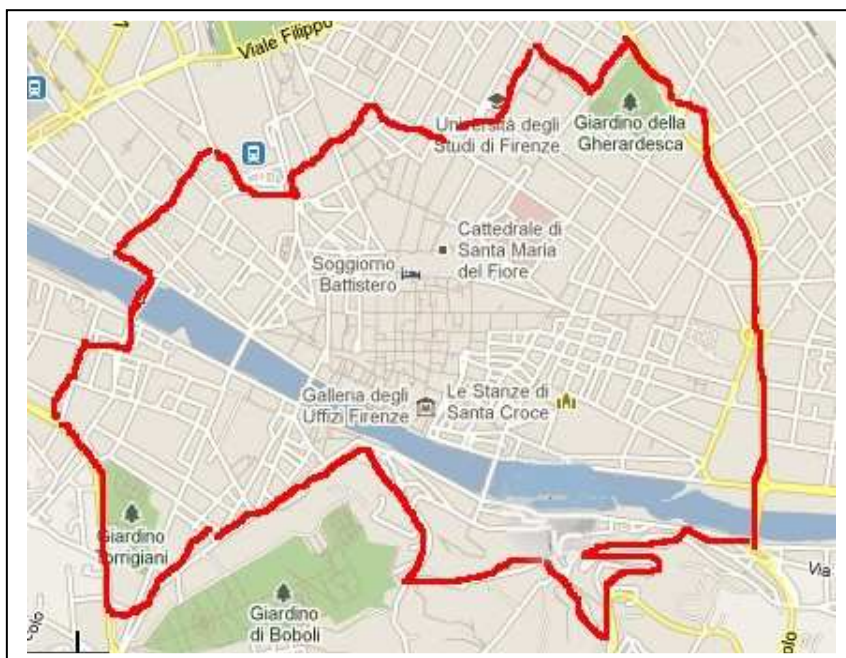 Viale Filippo
Università degli
Studi di Firenze
Giardino della
Gherardesca
Cattedrale di
Santa Maria
del Fiore
Soggiorno
Battistero
Galleria degli
Uffizi Firenze
Le Stanze di
Santa Croce
Giardino
Torrigiani
Giardino
di Boboli
Via
olo